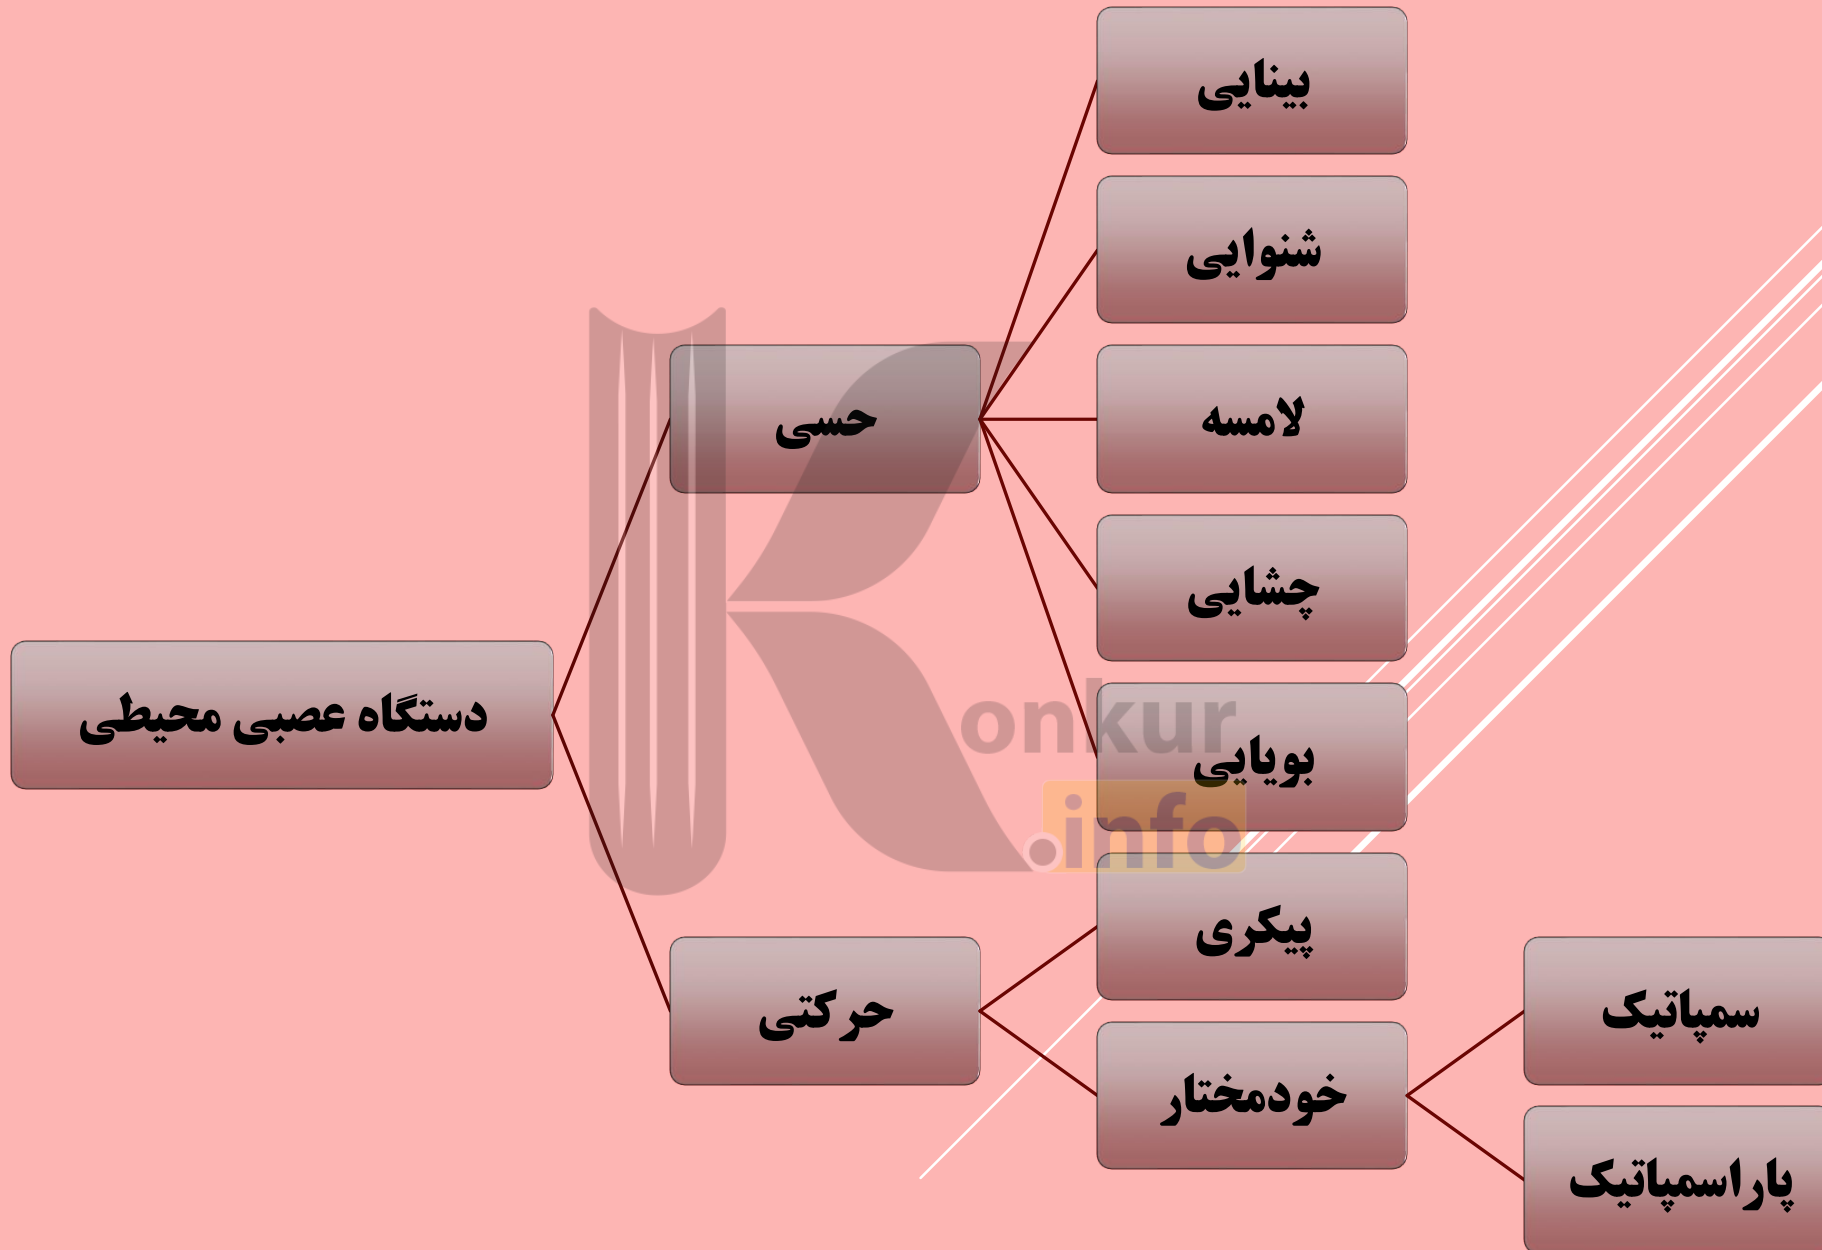 دستگاه عصبی محیطی
حسی
بینایی
شنوایی
لامسه
چشایی
بویایی
حرکتی
پیکری
خودمختار
سمپاتیک
پاراسمپاتیک
Konkur
.info